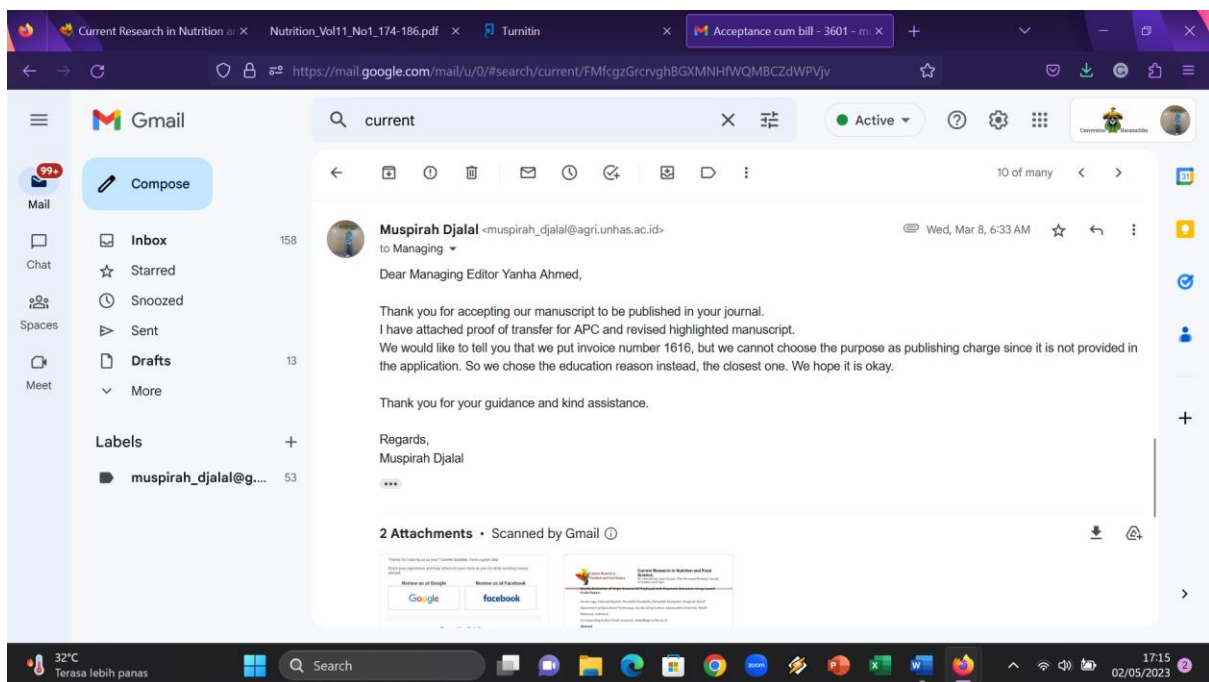 Current Research in Nutrition a
Nutrition_Vol11_No1_174-186.pdf
Turnitin
Acceptance cum bill - 3601 - m
https://mail.google.com/mail/u/0/#search/current/FMfcgzGrcrvghBGXMNHfWQMBCZdWPVjv
Gmail
current
Active
99+
Mail
Chat
Spaces
Meet
Compose
Inbox 158
Starred
Snoozed
Sent
Drafts 13
More
Labels
muspirah_djalal@g.... 53
10 of many
31
Muspirah Djalal <muspirah_djalal@agri.unhas.ac.id>
Wed, Mar 8, 6:33 AM
to Managing
Dear Managing Editor Yanha Ahmed,
Thank you for accepting our manuscript to be published in your journal.
I have attached proof of transfer for APC and revised highlighted manuscript.
We would like to tell you that we put invoice number 1616, but we cannot choose the purpose as publishing charge since it is not provided in
the application. So we chose the education reason instead, the closest one. We hope it is okay.
Thank you for your guidance and kind assistance.
Regards,
Muspirah Djalal
2 Attachments • Scanned by Gmail
Review us at Google
Review us at Facebook
Google
facebook
Current Research in Nutrition and Food
Science.
32°C
Terasa lebih panas
Search
zoom
17:15
02/05/2023
2